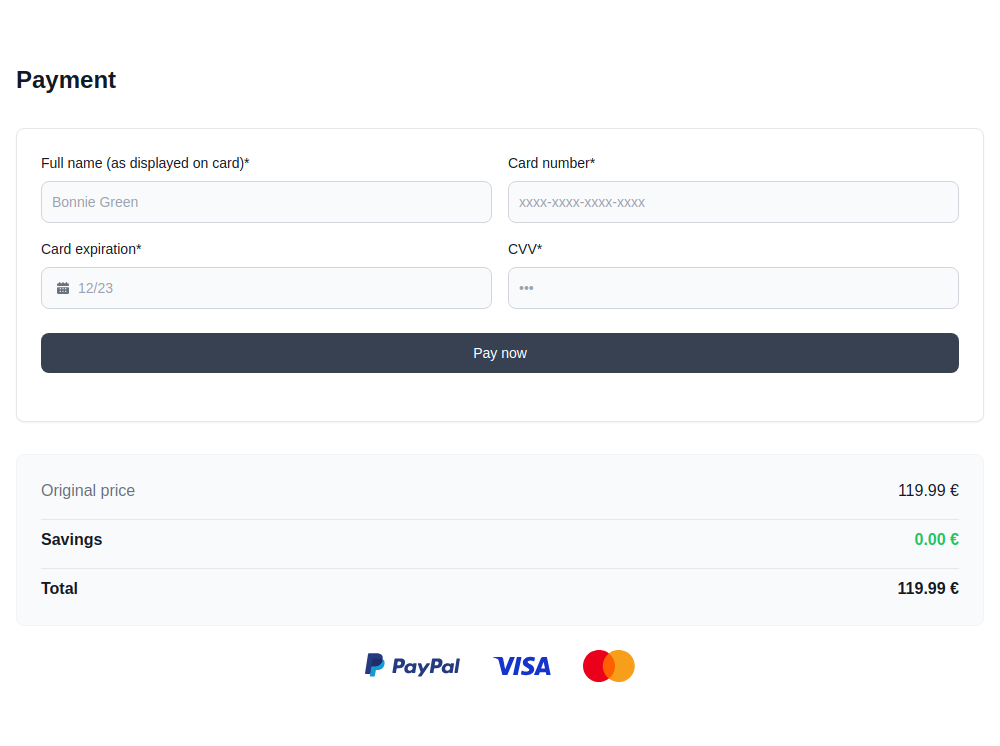 Payment
Full name (as displayed on card)*
Card number*
Bonnie Green
xxxx-xxxx-xxxx-xxxx
Card expiration*
CVV*
12/23
•••
Pay now
Original price 119.99 €
Savings 0.00 €
Total 119.99 €
PayPal VISA